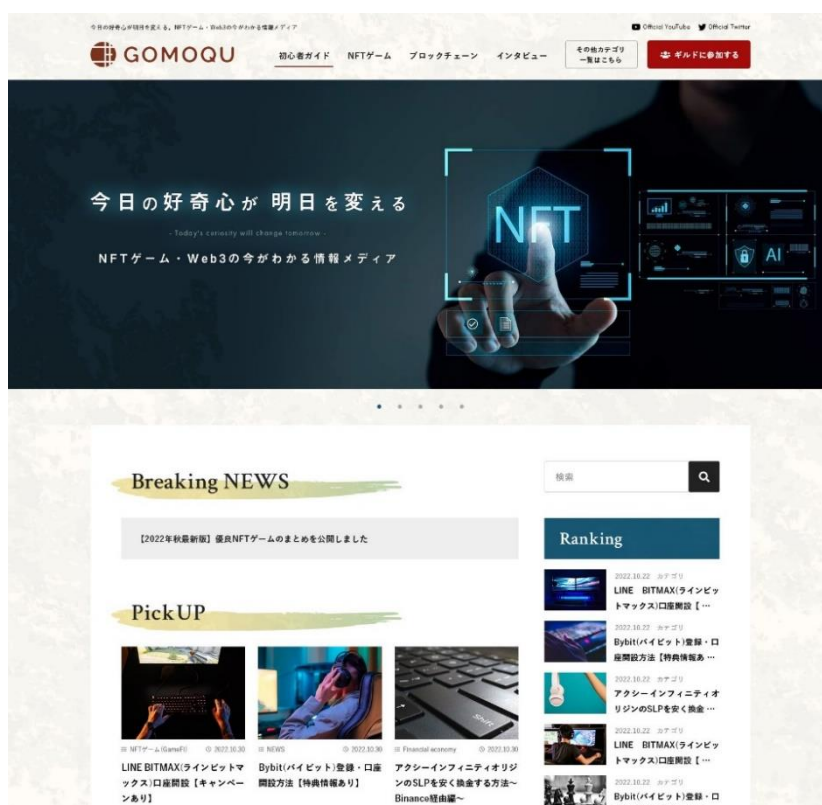 今日の好奇心が明日を変える。NFTゲーム・Web3の今がわかる情報メディア
Official YouTube Official Twitter
GOMOQU
初心者ガイド NFTゲーム ブロックチェーン インタビュー
その他カテゴリ
一覧はこちら
ギルドに参加する
今日の好奇心が 明日を変える
- Today's curiosity will change tomorrow -
NFTゲーム・Web3の今がわかる情報メディア
NFT
AI
Breaking NEWS
【2022年秋最新版】優良NFTゲームのまとめを公開しました
PickUP
Shift
NFTゲーム(GameFi) 2022.10.30
LINE BITMAX(ラインビットマ
ックス)口座開設【キャンペー
ンあり】
NEWS 2022.10.30
Bybit(バイビット)登録・口座
開設方法【特典情報あり】
Financial economy 2022.10.30
アクシーインフィニティオリジ
ンのSLPを安く換金する方法〜
Binance経由編〜
検索
Ranking
2022.10.22 カテゴリ
LINE BITMAX(ラインビッ
トマックス)口座開設【 …
2022.10.22 カテゴリ
Bybit(バイビット)登録・口
座開設方法【特典情報あ …
2022.10.22 カテゴリ
アクシーインフィニティオ
リジンのSLPを安く換金 …
2022.10.22 カテゴリ
LINE BITMAX(ラインビッ
トマックス)口座開設【 …
2022.10.22 カテゴリ
Bybit(バイビット)登録・口